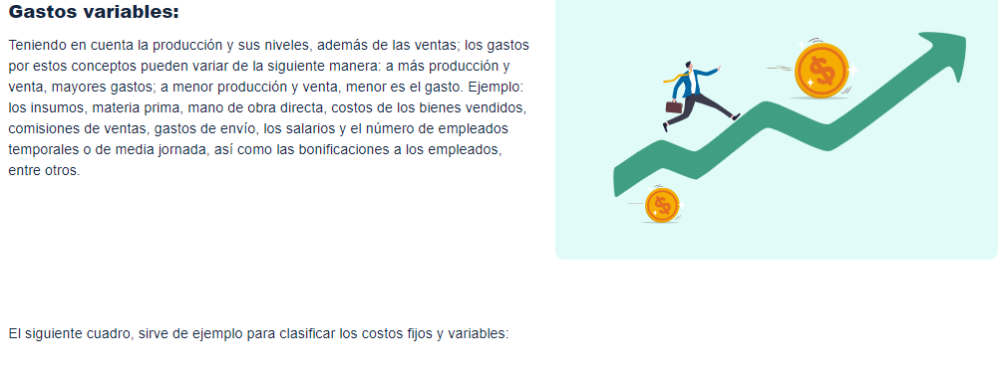 Gastos variables:
Teniendo en cuenta la producción y sus niveles, además de las ventas; los gastos
por estos conceptos pueden variar de la siguiente manera: a más producción y
venta, mayores gastos; a menor producción y venta, menor es el gasto. Ejemplo:
los insumos, materia prima, mano de obra directa, costos de los bienes vendidos,
comisiones de ventas, gastos de envío, los salarios y el número de empleados
temporales o de media jornada, así como las bonificaciones a los empleados,
entre otros.
$
$
El siguiente cuadro, sirve de ejemplo para clasificar los costos fijos y variables: